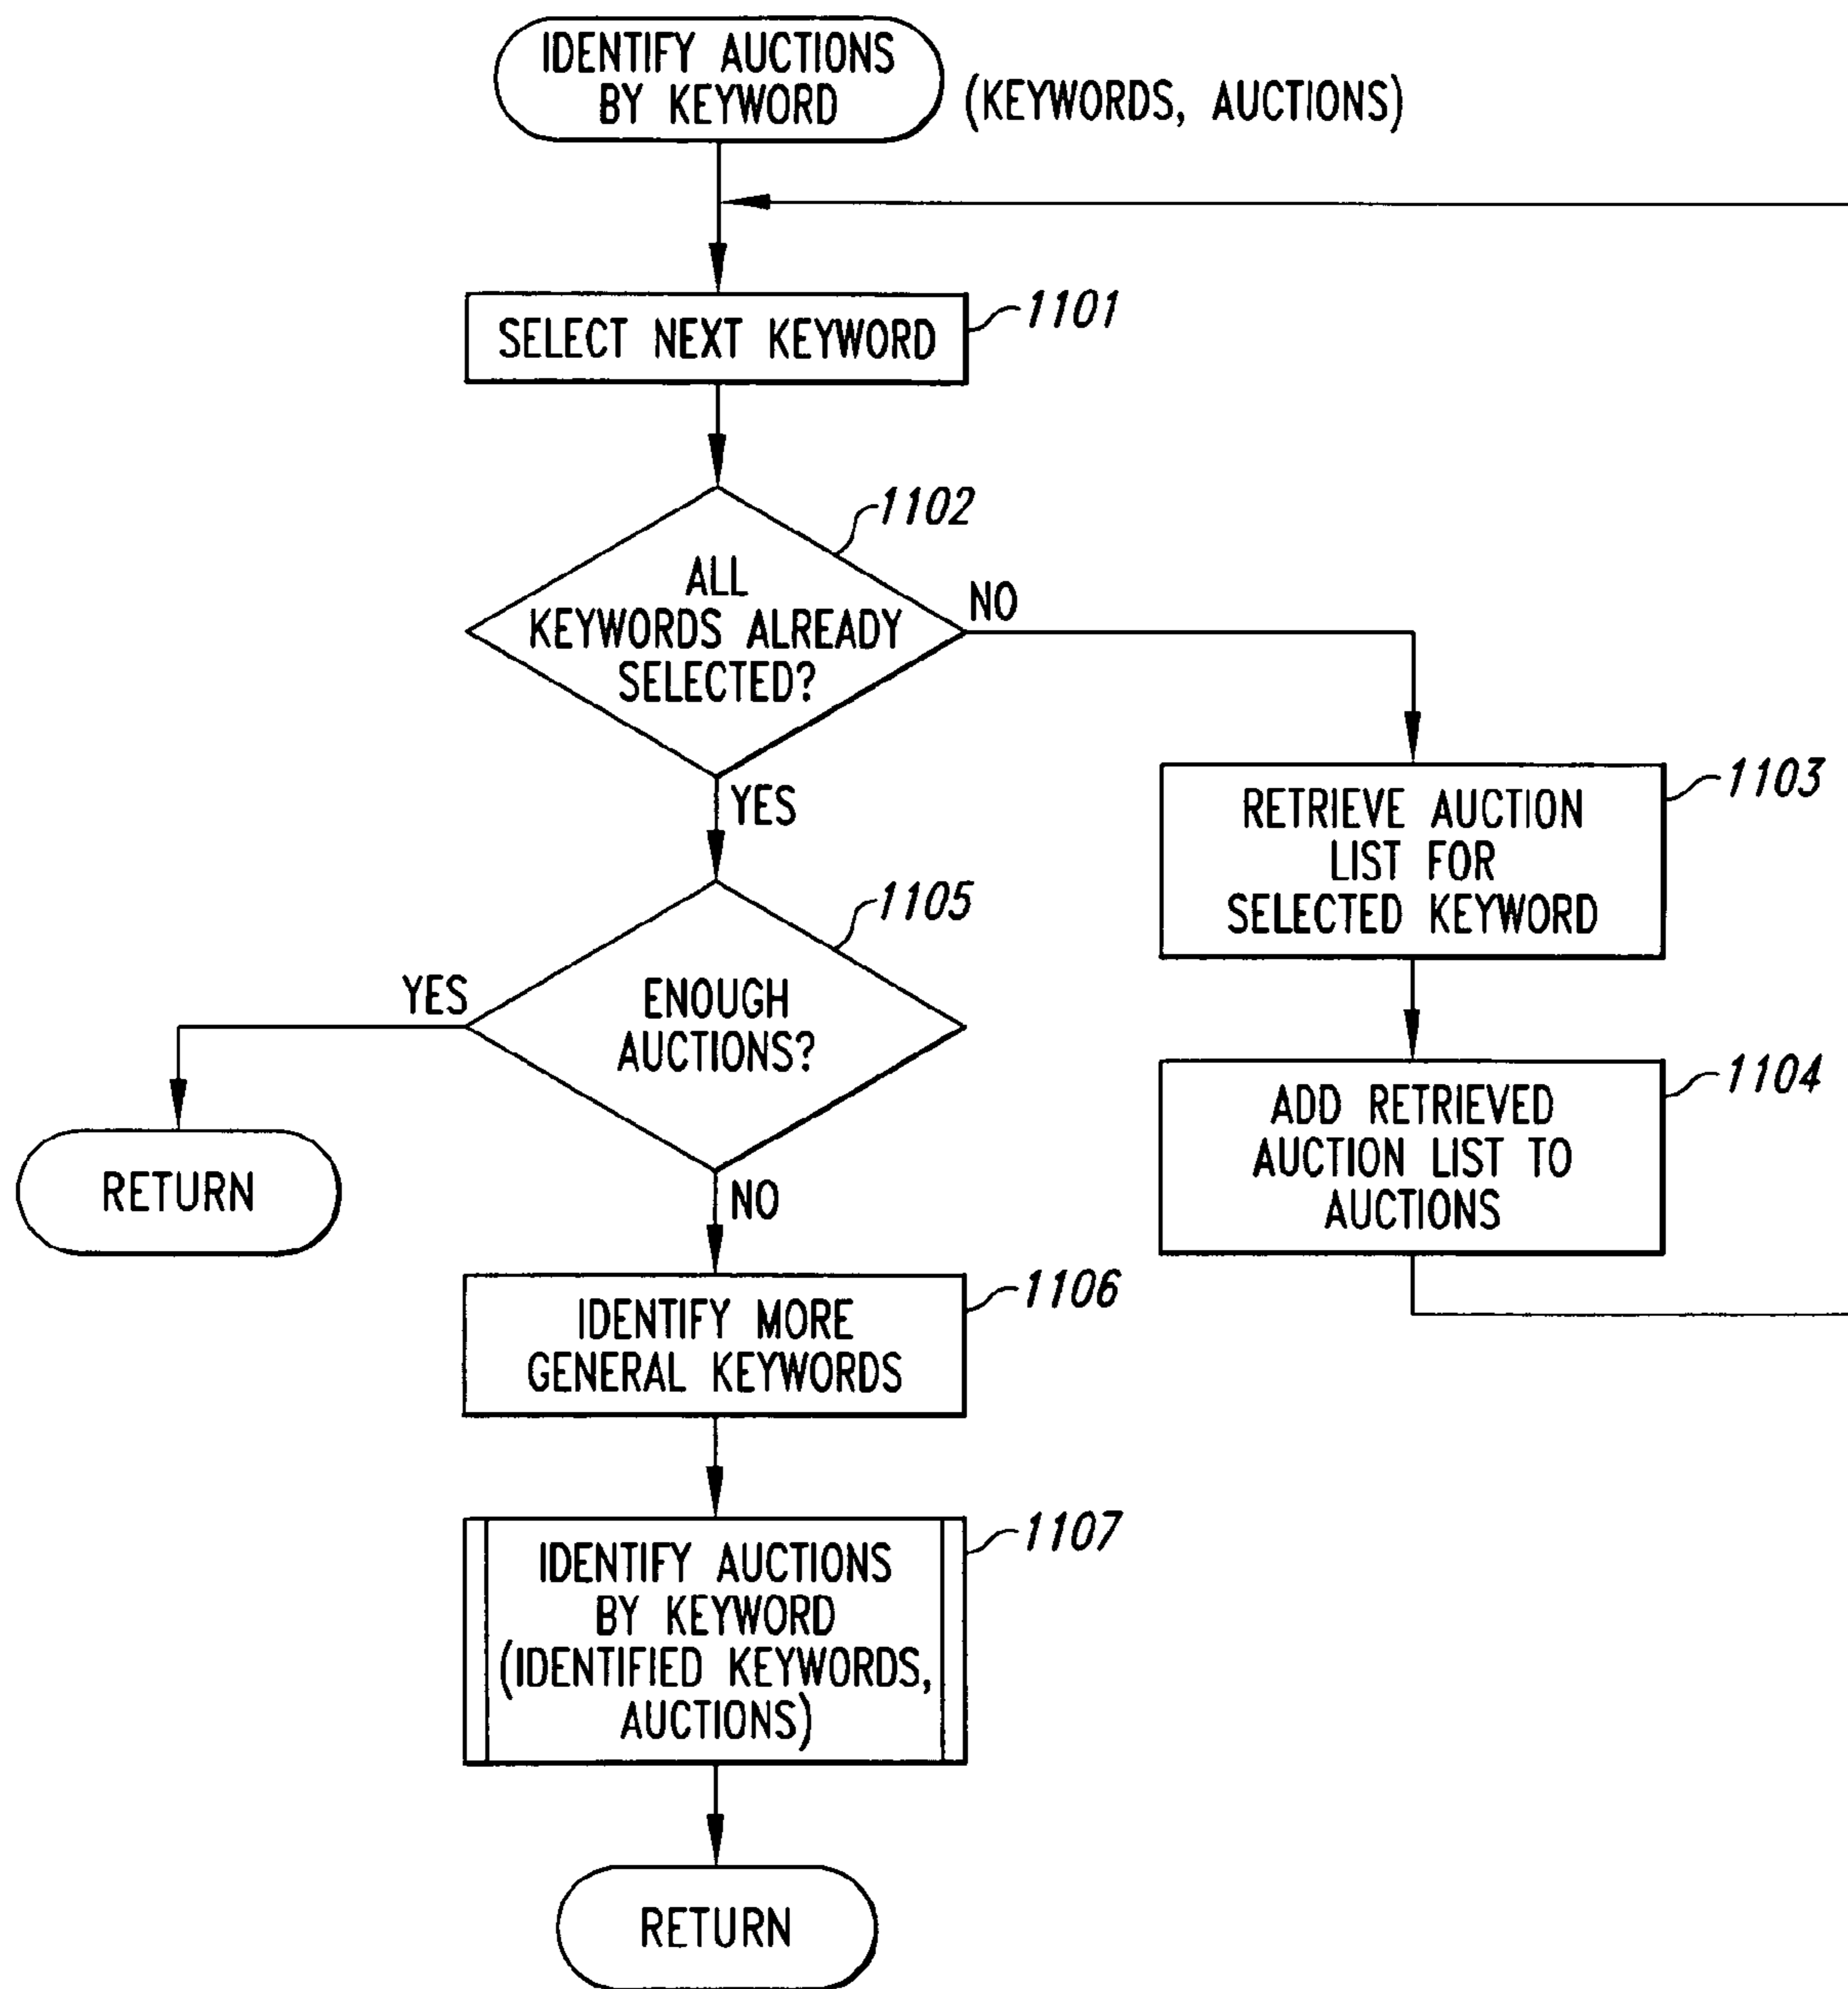 IDENTIFY AUCTIONS
BY KEYWORD
(KEYWORDS, AUCTIONS)
SELECT NEXT KEYWORD
1101
1102
ALL
KEYWORDS ALREADY
SELECTED?
NO
YES
1103
RETRIEVE AUCTION
LIST FOR
SELECTED KEYWORD
1105
ENOUGH
AUCTIONS?
YES
NO
RETURN
1104
ADD RETRIEVED
AUCTION LIST TO
AUCTIONS
1106
IDENTIFY MORE
GENERAL KEYWORDS
1107
IDENTIFY AUCTIONS
BY KEYWORD
(IDENTIFIED KEYWORDS,
AUCTIONS)
RETURN